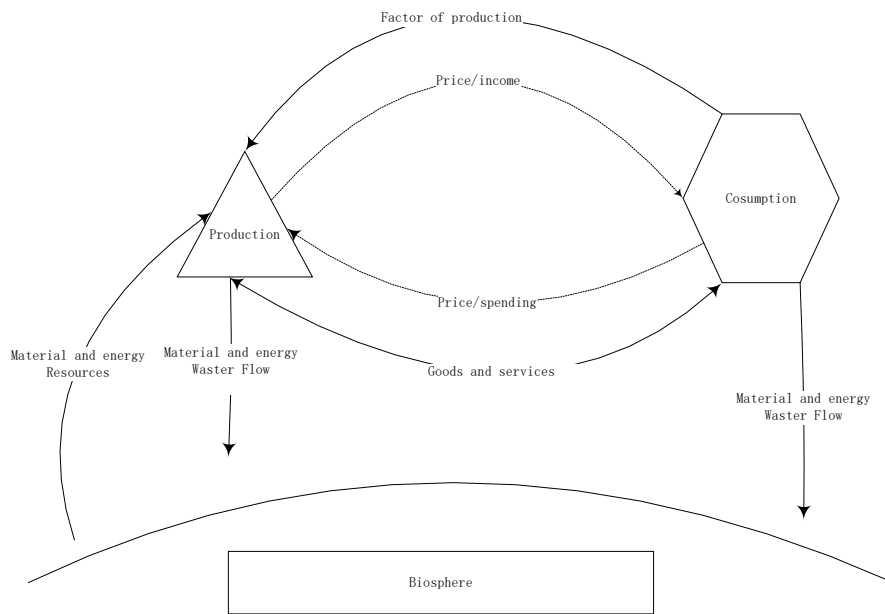 Factor of production
Price/income
Cosumption
Production
Price/spending
Material and energy
Resources
Material and energy
Waster Flow
Goods and services
Material and energy
Waster Flow
Biosphere